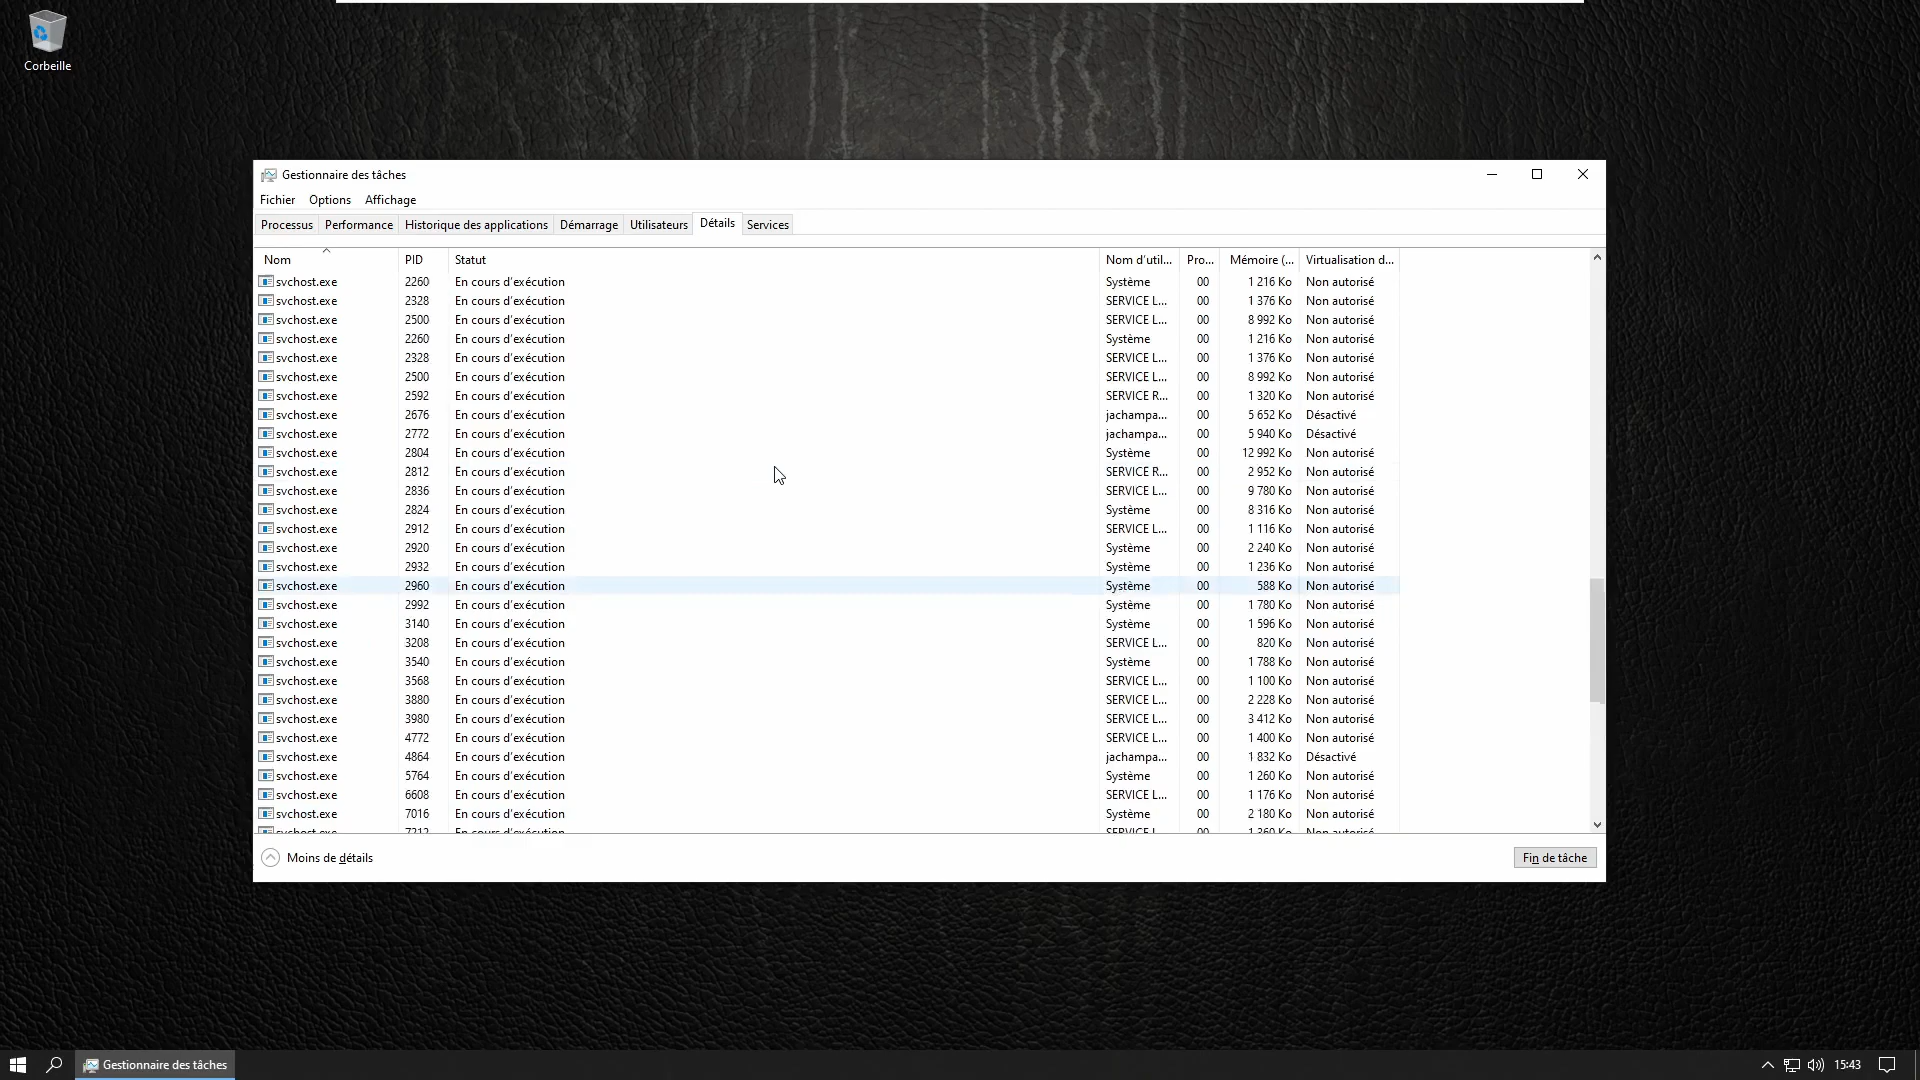 Corbeille
Gestionnaire des tâches
Fichier Options Affichage
Processus Performance Historique des applications Démarrage Utilisateurs Détails Services
Nom PID Statut Nom d'util... Pro... Mémoire (... Virtualisation d...
svchost.exe 2260 En cours d'exécution Système 00 1 216 Ko Non autorisé
svchost.exe 2328 En cours d'exécution SERVICE L... 00 1 376 Ko Non autorisé
svchost.exe 2500 En cours d'exécution SERVICE L... 00 8 992 Ko Non autorisé
svchost.exe 2260 En cours d'exécution Système 00 1 216 Ko Non autorisé
svchost.exe 2328 En cours d'exécution SERVICE L... 00 1 376 Ko Non autorisé
svchost.exe 2500 En cours d'exécution SERVICE L... 00 8 992 Ko Non autorisé
svchost.exe 2592 En cours d'exécution SERVICE R... 00 1 320 Ko Non autorisé
svchost.exe 2676 En cours d'exécution jachampa... 00 5 652 Ko Désactivé
svchost.exe 2772 En cours d'exécution jachampa... 00 5 940 Ko Désactivé
svchost.exe 2804 En cours d'exécution Système 00 12 992 Ko Non autorisé
svchost.exe 2812 En cours d'exécution SERVICE R... 00 2 952 Ko Non autorisé
svchost.exe 2836 En cours d'exécution SERVICE L... 00 9 780 Ko Non autorisé
svchost.exe 2824 En cours d'exécution Système 00 8 316 Ko Non autorisé
svchost.exe 2912 En cours d'exécution SERVICE L... 00 1 116 Ko Non autorisé
svchost.exe 2920 En cours d'exécution Système 00 2 240 Ko Non autorisé
svchost.exe 2932 En cours d'exécution Système 00 1 236 Ko Non autorisé
svchost.exe 2960 En cours d'exécution Système 00 588 Ko Non autorisé
svchost.exe 2992 En cours d'exécution Système 00 1 780 Ko Non autorisé
svchost.exe 3140 En cours d'exécution Système 00 1 596 Ko Non autorisé
svchost.exe 3208 En cours d'exécution SERVICE L... 00 820 Ko Non autorisé
svchost.exe 3540 En cours d'exécution Système 00 1 788 Ko Non autorisé
svchost.exe 3568 En cours d'exécution SERVICE L... 00 1 100 Ko Non autorisé
svchost.exe 3880 En cours d'exécution SERVICE L... 00 2 228 Ko Non autorisé
svchost.exe 3980 En cours d'exécution SERVICE L... 00 3 412 Ko Non autorisé
svchost.exe 4772 En cours d'exécution SERVICE L... 00 1 400 Ko Non autorisé
svchost.exe 4864 En cours d'exécution jachampa... 00 1 832 Ko Désactivé
svchost.exe 5764 En cours d'exécution Système 00 1 260 Ko Non autorisé
svchost.exe 6608 En cours d'exécution SERVICE L... 00 1 176 Ko Non autorisé
svchost.exe 7016 En cours d'exécution Système 00 2 180 Ko Non autorisé
svchost.exe En cours d'exécution SERVICE L... 00 Ko Non autorisé
Moins de détails Fin de tâche
Gestionnaire des tâches 15:43